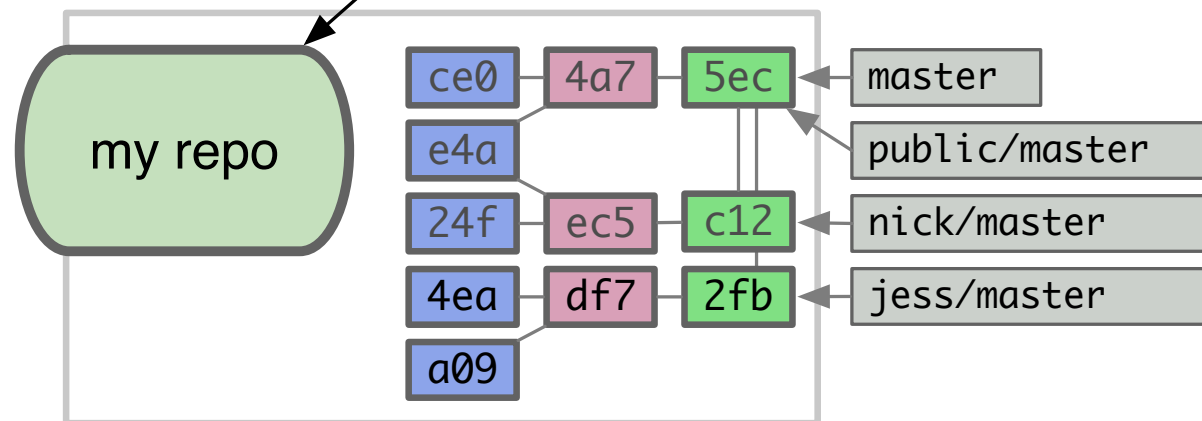 my repo
ce0 4a7 5ec master
e4a public/master
24f ec5 c12 nick/master
4ea df7 2fb jess/master
a09